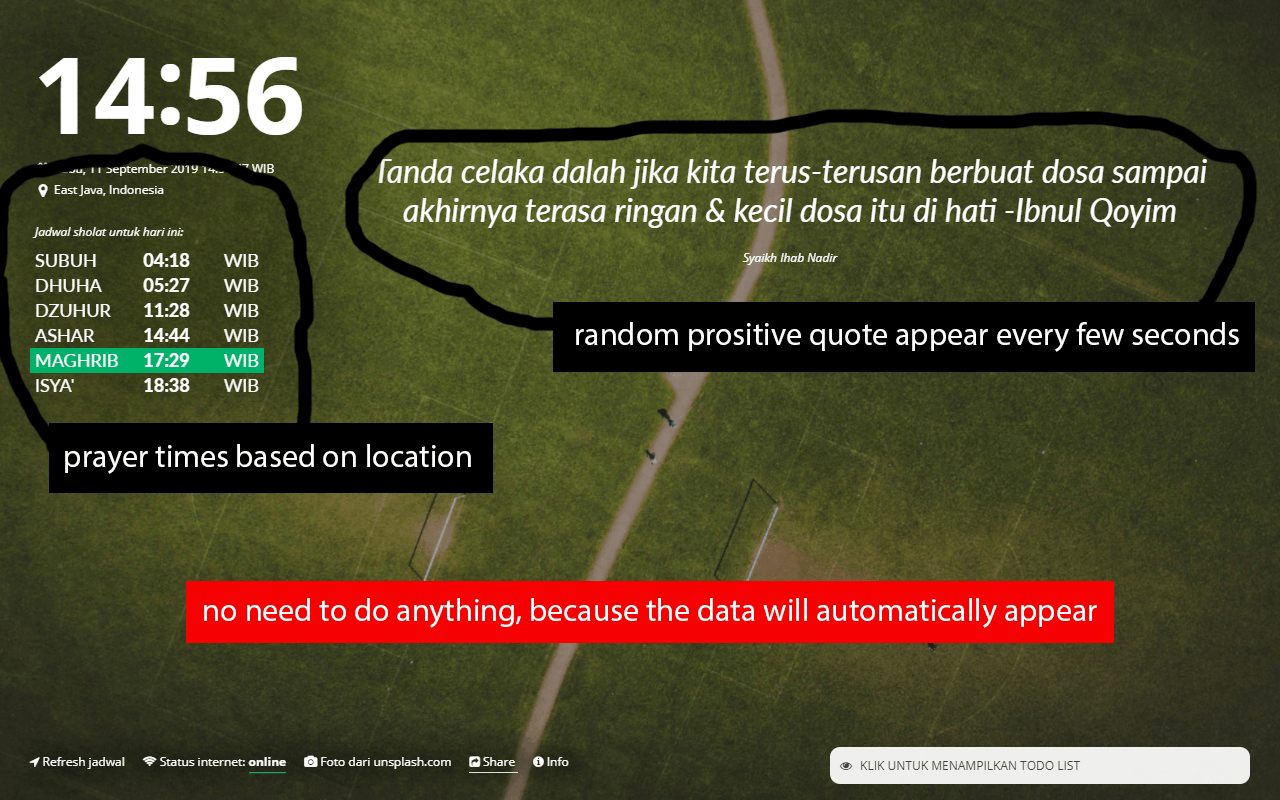 14:56
11 September 2019 WIB
East Java, Indonesia
Jadwal sholat untuk hari ini:
SUBUH 04:18 WIB
DHUHA 05:27 WIB
DZUHUR 11:28 WIB
ASHAR 14:44 WIB
MAGHRIB 17:29 WIB
ISYA' 18:38 WIB
prayer times based on location
Tanda celaka dalah jika kita terus-terusan berbuat dosa sampai
akhirnya terasa ringan & kecil dosa itu di hati -Ibnul Qoyim
Syaikh Ihab Nadir
random prositive quote appear every few seconds
no need to do anything, because the data will automatically appear
Refresh jadwal Status internet: online Foto dari unsplash.com Share Info
KLIK UNTUK MENAMPILKAN TODO LIST